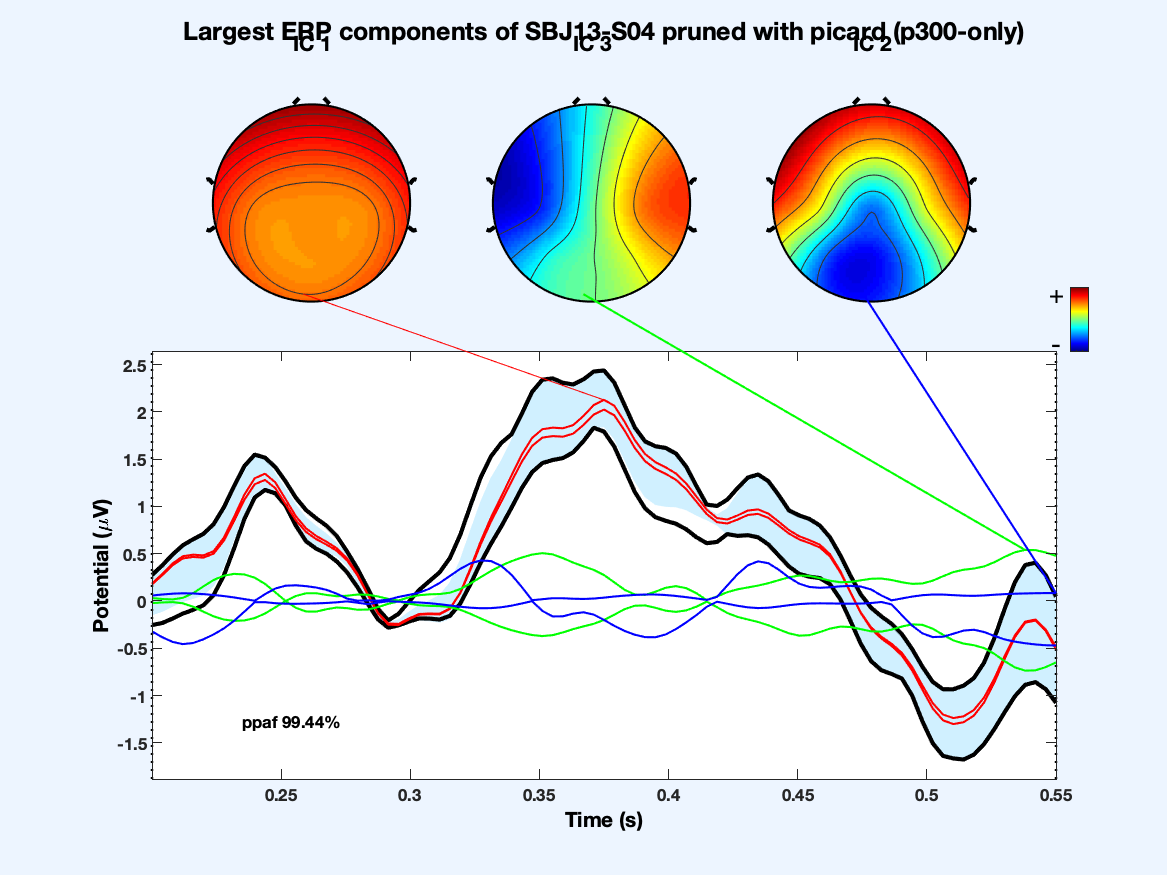 Largest ERP components of SBJ13-S04 pruned with picard (p300-only)
IC 1 IC 3 IC 2
+
-
2.5
2
1.5
1
0.5
0
-0.5
-1
-1.5
Potential (μV)
ppaf 99.44%
0.25 0.3 0.35 0.4 0.45 0.5 0.55
Time (s)